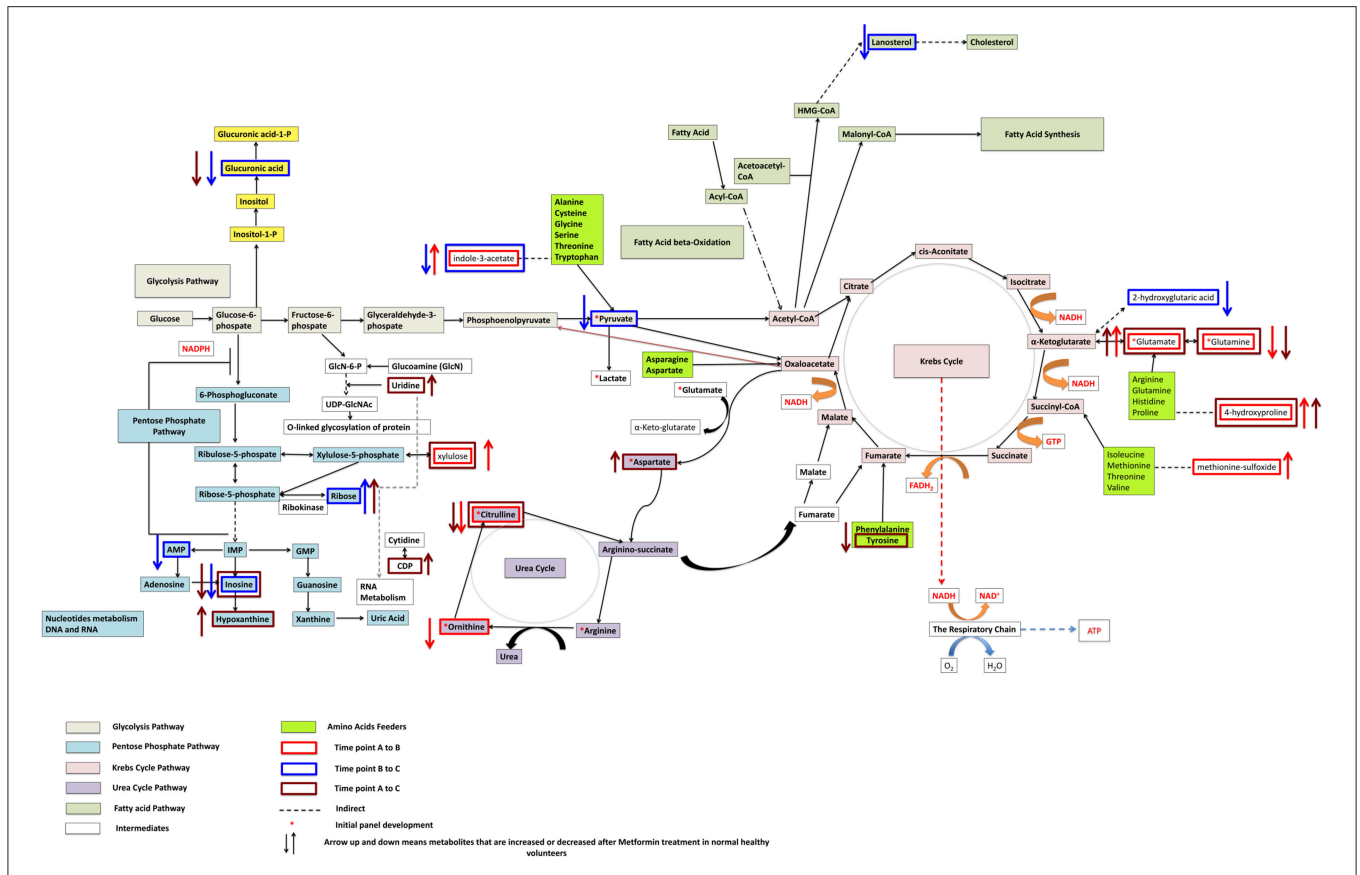 Lanosterol
Cholesterol
HMG-CoA
Glucuronic acid-1-P
Fatty Acid
Malonyl-CoA
Fatty Acid Synthesis
Glucuronic acid
Acetoacetyl-
CoA
Inositol
Acyl-CoA
Alanine
Cysteine
Glycine
Serine
Threonine
Tryptophan
Inositol-1-P
Fatty Acid beta-Oxidation
indole-3-acetate
cis-Aconitate
Glycolysis Pathway
Citrate
Isocitrate
2-hydroxyglutaric acid
Glucose
Glucose-6-
phospate
Fructose-6-
phospate
Glyceraldehyde-3-
phospate
Phosphoenolpyruvate
*Pyruvate
Acetyl-CoA
NADH
NADPH
α-Ketoglutarate
*Glutamate
*Glutamine
GlcN-6-P
Glucoamine (GlcN)
Asparagine
Aspartate
Oxaloacetate
Krebs Cycle
*Lactate
Uridine
6-Phosphogluconate
*Glutamate
NADH
NADH
Arginine
Glutamine
Histidine
Proline
UDP-GlcNAc
Succinyl-CoA
4-hydroxyproline
Pentose Phosphate
Pathway
O-linked glycosylation of protein
α-Keto-glutarate
Malate
GTP
Ribulose-5-phospate
Xylulose-5-phosphate
xylulose
*Aspartate
Fumarate
Succinate
Isoleucine
Methionine
Threonine
Valine
methionine-sulfoxide
Malate
FADH2
Ribose-5-phosphate
Ribose
Ribokinase
*Citrulline
Fumarate
Phenylalanine
Tyrosine
Cytidine
AMP
IMP
GMP
Arginino-succinate
CDP
Urea Cycle
Adenosine
Inosine
Guanosine
RNA
Metabolism
NADH
NAD+
Nucleotides metabolism
DNA and RNA
Hypoxanthine
Xanthine
Uric Acid
*Ornithine
*Arginine
The Respiratory Chain
ATP
Urea
O2
H2O
Glycolysis Pathway
Amino Acids Feeders
Pentose Phosphate Pathway
Time point A to B
Krebs Cycle Pathway
Time point B to C
Urea Cycle Pathway
Time point A to C
Fatty acid Pathway
Indirect
Intermediates
* Initial panel development
Arrow up and down means metabolites that are increased or decreased after Metformin treatment in normal healthy
volunteers